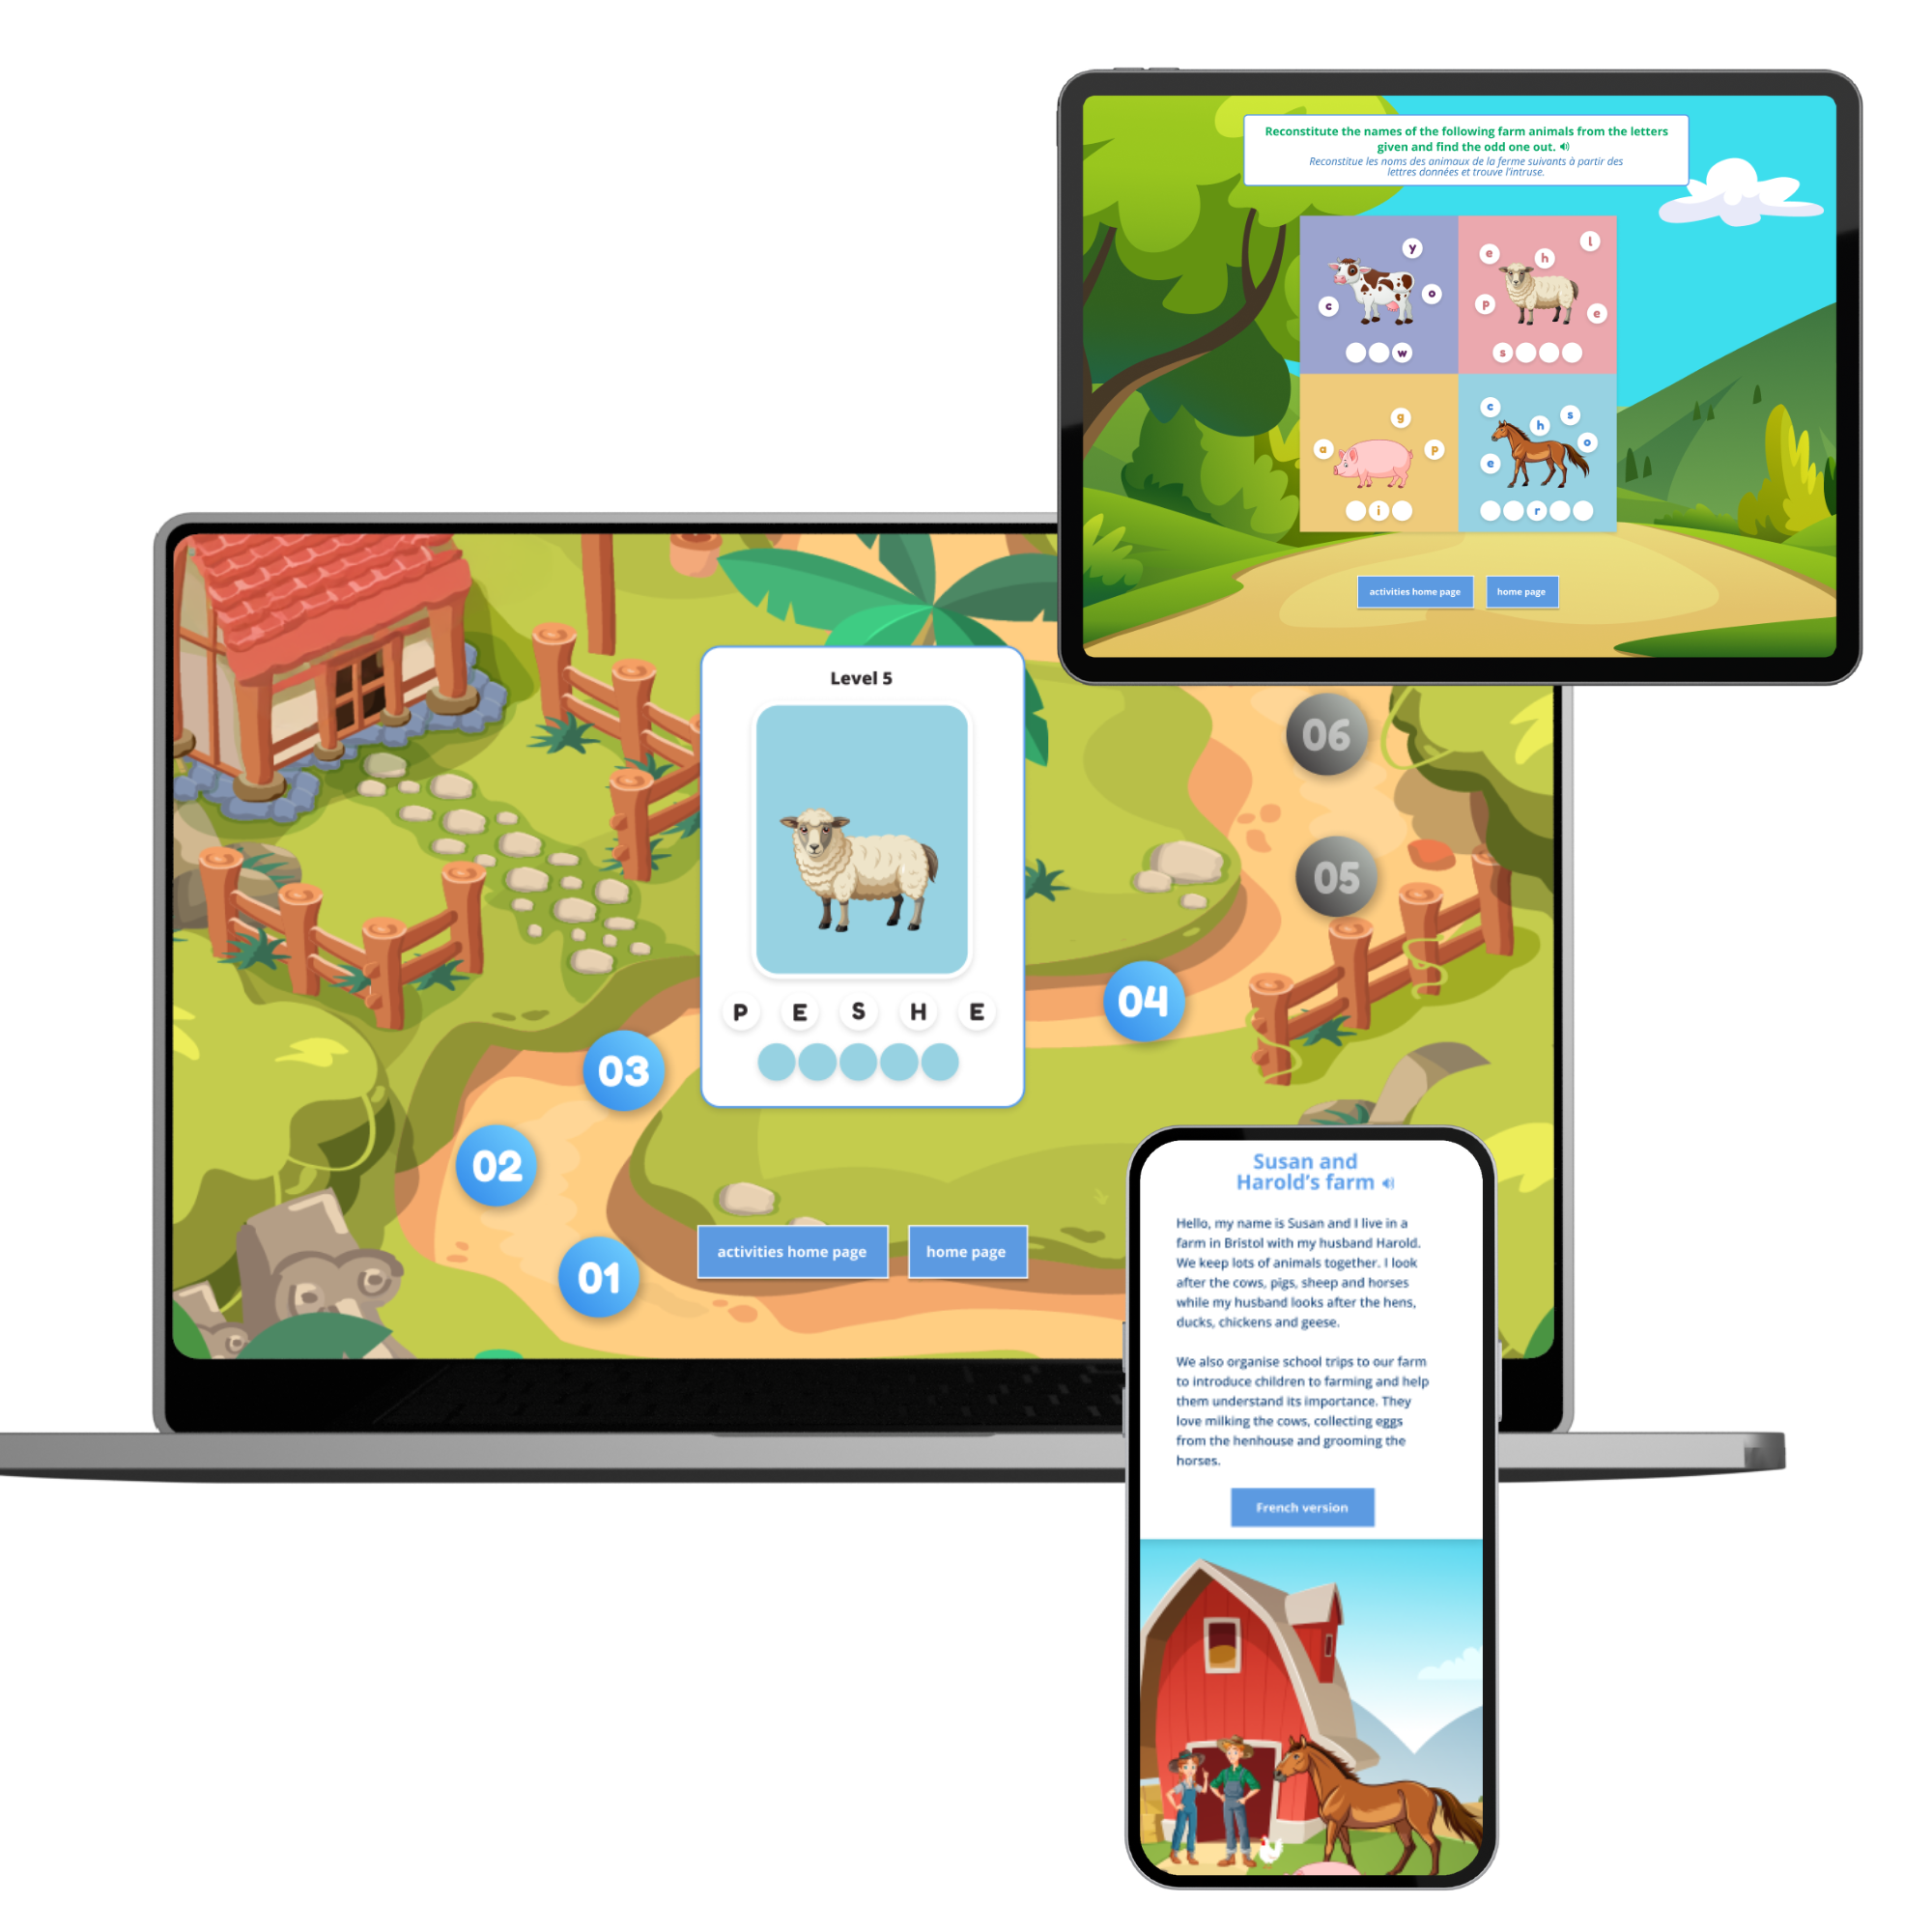 Reconstitute the names of the following farm animals from the letters
given and find the odd one out.
Reconstitue les noms des animaux de la ferme suivants à partir des
lettres données et trouve l'intruse.
y
c
o
w
e
h
l
p
e
s
g
a
p
i
c
h
s
o
e
r
activities home page
home page
Level 5
P E S H E
06
05
04
03
02
01
activities home page
home page
Susan and
Harold's farm
Hello, my name is Susan and I live in a
farm in Bristol with my husband Harold.
We keep lots of animals together. I look
after the cows, pigs, sheep and horses
while my husband looks after the hens,
ducks, chickens and geese.
We also organise school trips to our farm
to introduce children to farming and help
them understand its importance. They
love milking the cows, collecting eggs
from the henhouse and grooming the
horses.
French version